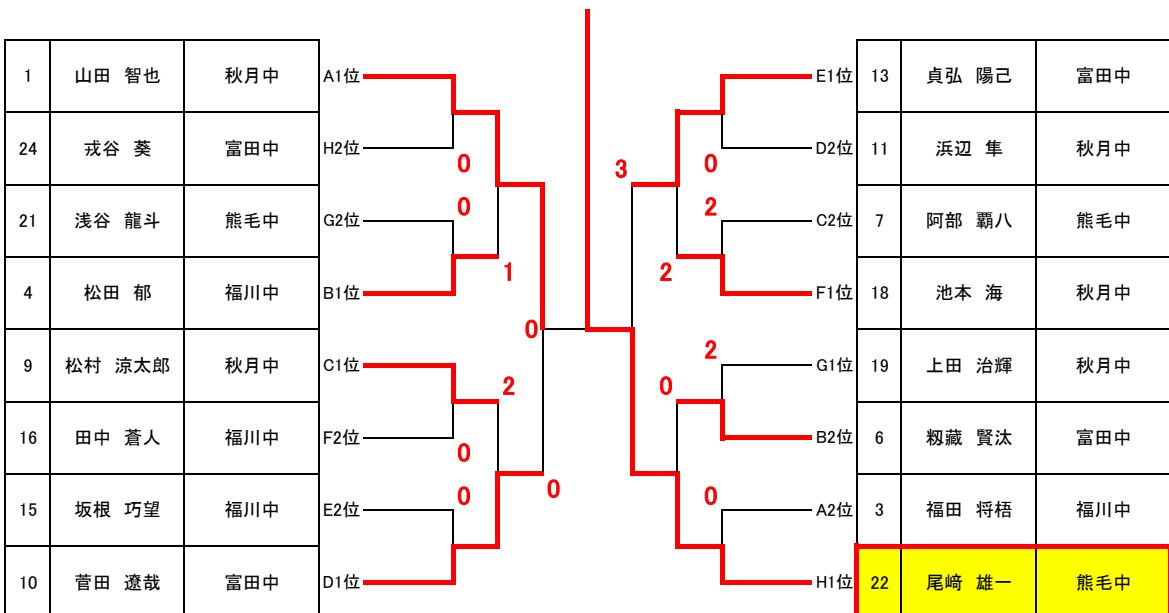 1 山田 智也 秋月中 A1位
24 戎谷 葵 富田中 H2位
0
21 浅谷 龍斗 熊毛中 G2位
0
4 松田 郁 福川中 B1位
1
0
9 松村 涼太郎 秋月中 C1位
2
16 田中 蒼人 福川中 F2位
0
15 坂根 巧望 福川中 E2位
0
0
10 菅田 遼哉 富田中 D1位
E1位 13 貞弘 陽己 富田中
D2位 11 浜辺 隼 秋月中
3
0
C2位 7 阿部 覇八 熊毛中
2
F1位 18 池本 海 秋月中
2
G1位 19 上田 治輝 秋月中
2
0
B2位 6 籾藏 賢汰 富田中
A2位 3 福田 将梧 福川中
0
H1位 22 尾﨑 雄一 熊毛中